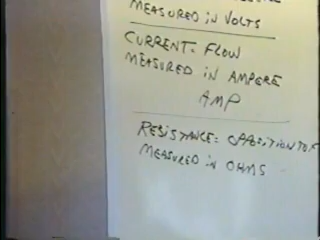 MEASURED IN VOLTS
CURRENT: FLOW
MEASURED IN AMPERE
AMP
RESISTANCE: OPPOSITION TO
MEASURED IN OHMS